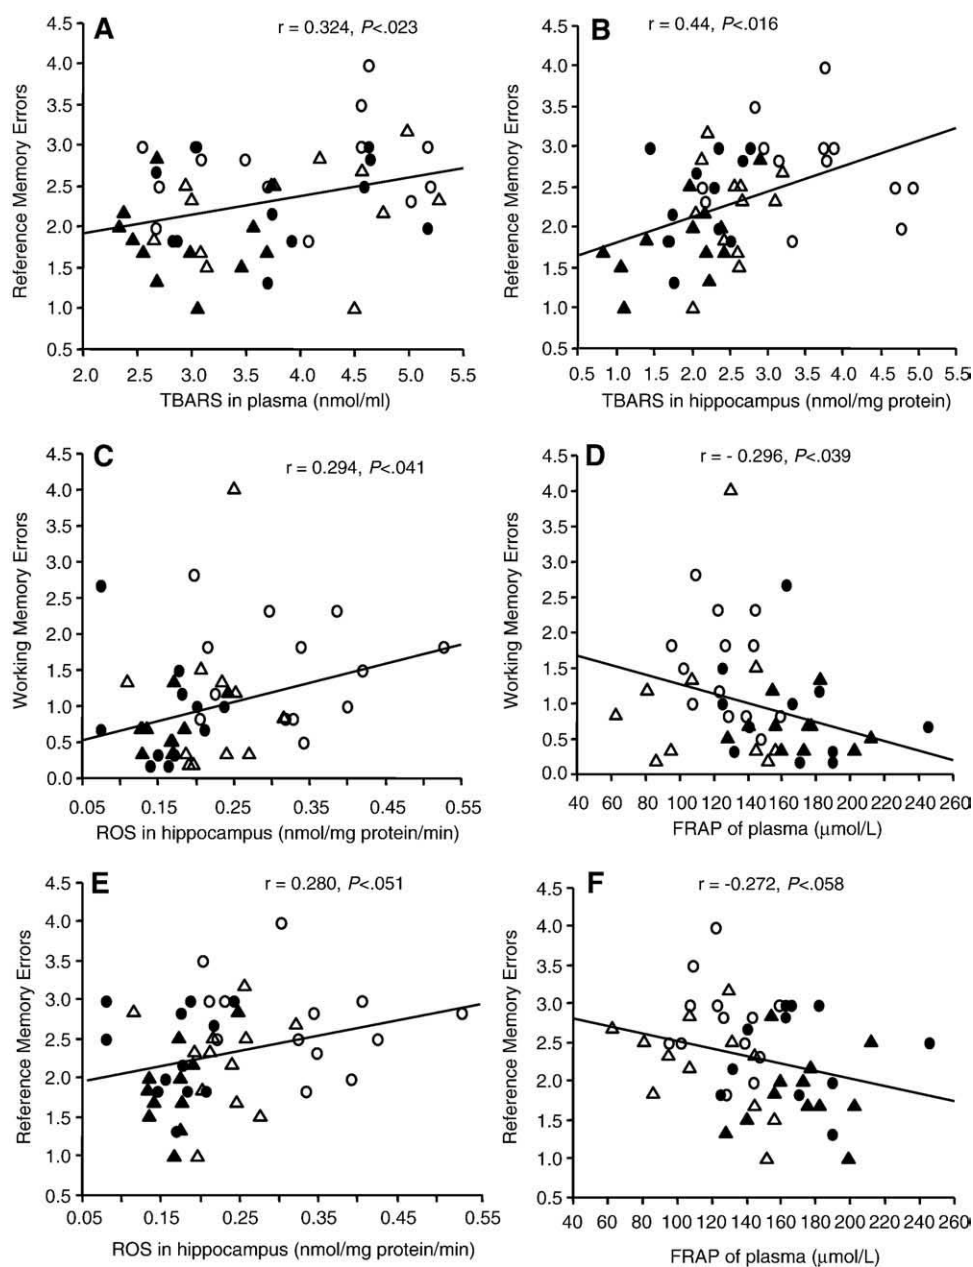 A
r = 0.324, P<.023
4.5
4.0
3.5
3.0
2.5
2.0
1.5
1.0
0.5
Reference Memory Errors
2.0 2.5 3.0 3.5 4.0 4.5 5.0 5.5
TBARS in plasma (nmol/ml)
B
r = 0.44, P<.016
4.5
4.0
3.5
3.0
2.5
2.0
1.5
1.0
0.5
Reference Memory Errors
0.5 1.0 1.5 2.0 2.5 3.0 3.5 4.0 4.5 5.0 5.5
TBARS in hippocampus (nmol/mg protein)
C
r = 0.294, P<.041
4.5
4.0
3.5
3.0
2.5
2.0
1.5
1.0
0.5
0.0
Working Memory Errors
0.05 0.15 0.25 0.35 0.45 0.55
ROS in hippocampus (nmol/mg protein/min)
D
r = - 0.296, P<.039
4.5
4.0
3.5
3.0
2.5
2.0
1.5
1.0
0.5
0.0
Working Memory Errors
40 60 80 100 120 140 160 180 200 220 240 260
FRAP of plasma (μmol/L)
E
r = 0.280, P<.051
4.5
4.0
3.5
3.0
2.5
2.0
1.5
1.0
0.5
Reference Memory Errors
0.05 0.15 0.25 0.35 0.45 0.55
ROS in hippocampus (nmol/mg protein/min)
F
r = -0.272, P<.058
4.5
4.0
3.5
3.0
2.5
2.0
1.5
1.0
0.5
Reference Memory Errors
40 60 80 100 120 140 160 180 200 220 240 260
FRAP of plasma (μmol/L)